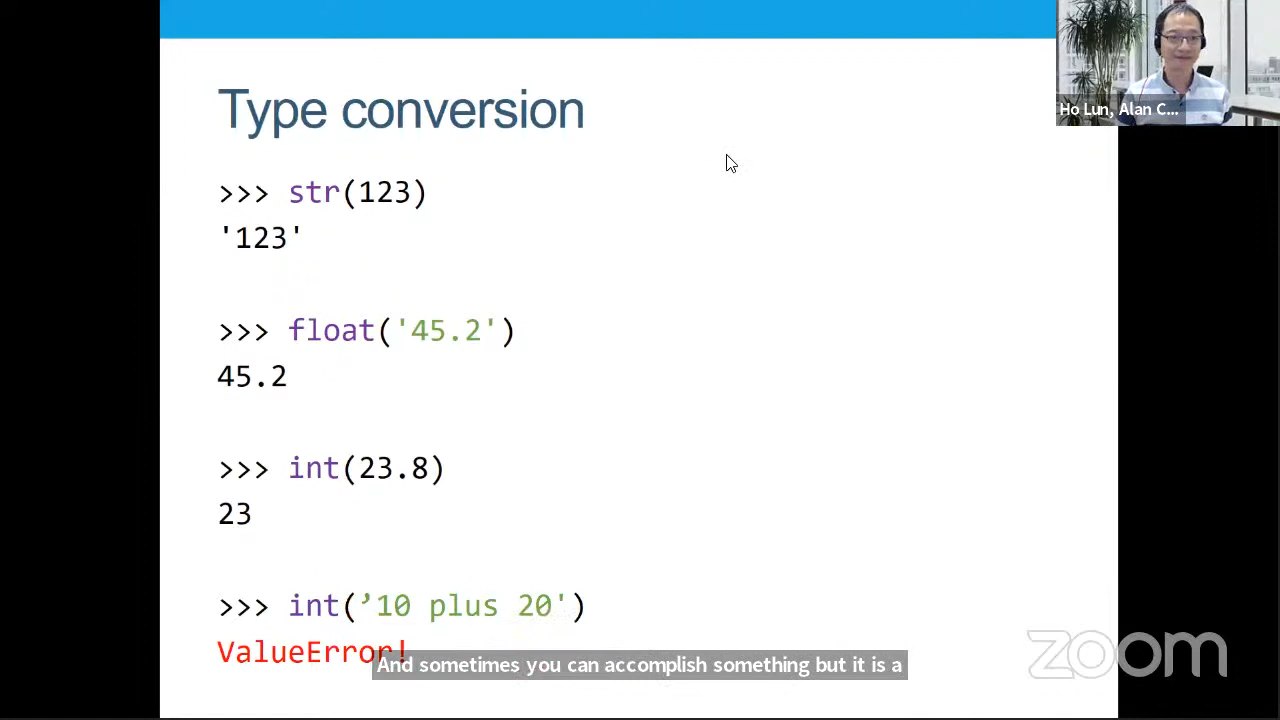 Type conversion
Ho Lun, Alan C...
>>> str(123)
'123'
>>> float('45.2')
45.2
>>> int(23.8)
23
>>> int(’10 plus 20')
ValueError!
And sometimes you can accomplish something but it is a
zoom